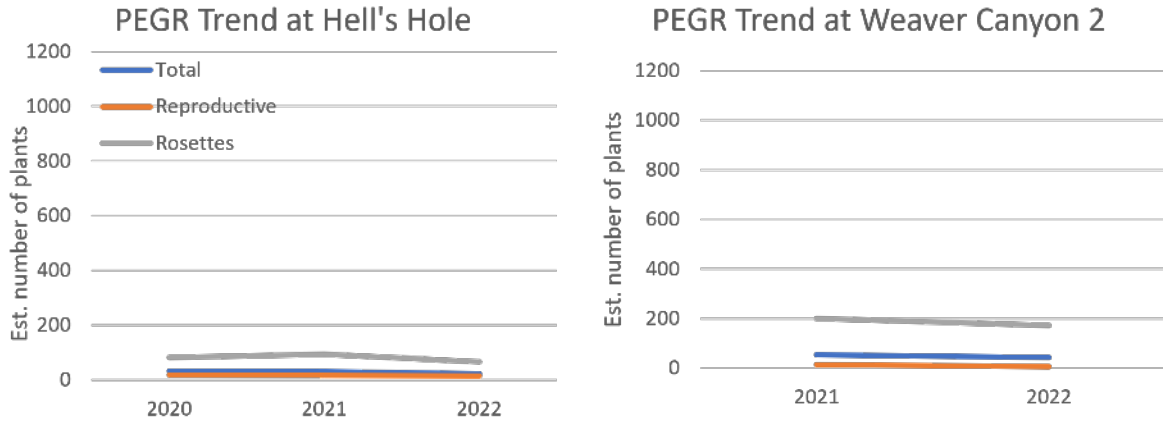 PEGR Trend at Hell's Hole
1200
1000
800
600
400
200
0
Est. number of plants
Total
Reproductive
Rosettes
2020 2021 2022
PEGR Trend at Weaver Canyon 2
1200
1000
800
600
400
200
0
Est. number of plants
2021 2022